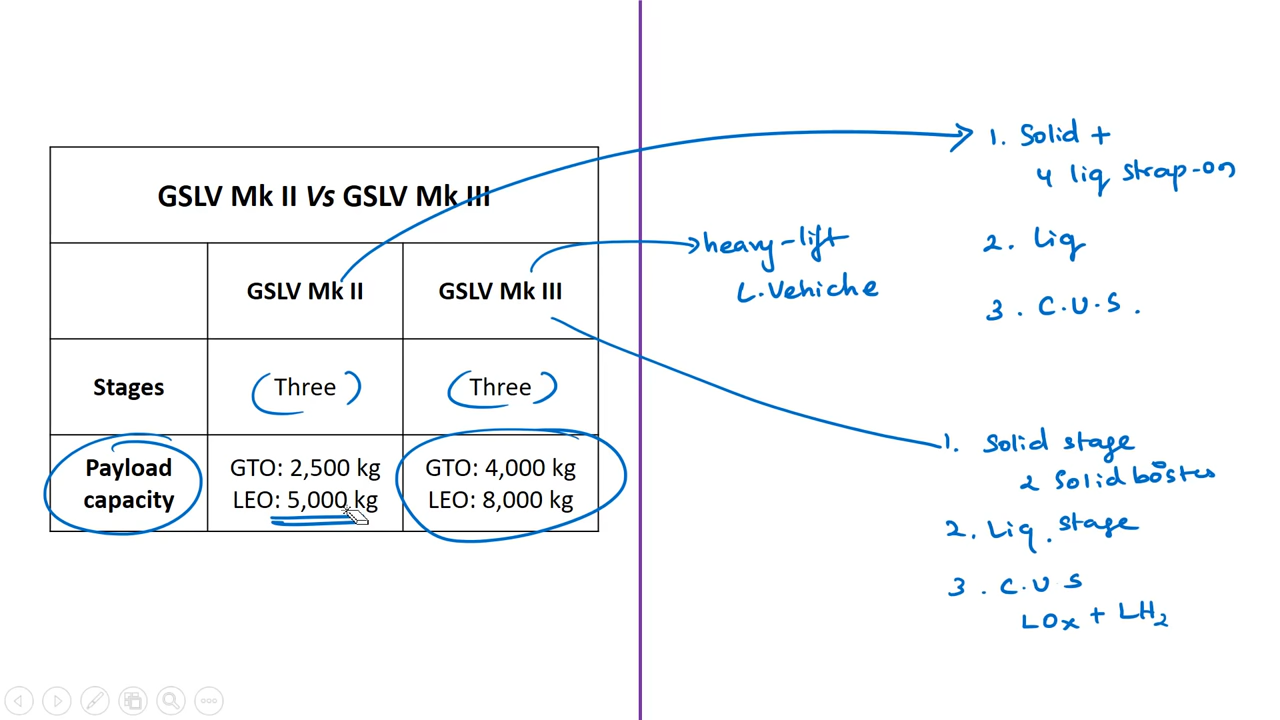 GSLV Mk II Vs GSLV Mk III
GSLV Mk II
GSLV Mk III
Stages
Three
Three
Payload
capacity
GTO: 2,500 kg
LEO: 5,000 kg
GTO: 4,000 kg
LEO: 8,000 kg
heavy-lift
L.Vehicle
1. Solid +
4 liq strap-on
2. Liq
3. C.U.S.
1. Solid stage
2 Solid boosters
2. Liq. stage
3. C.U S
LOx + LH₂